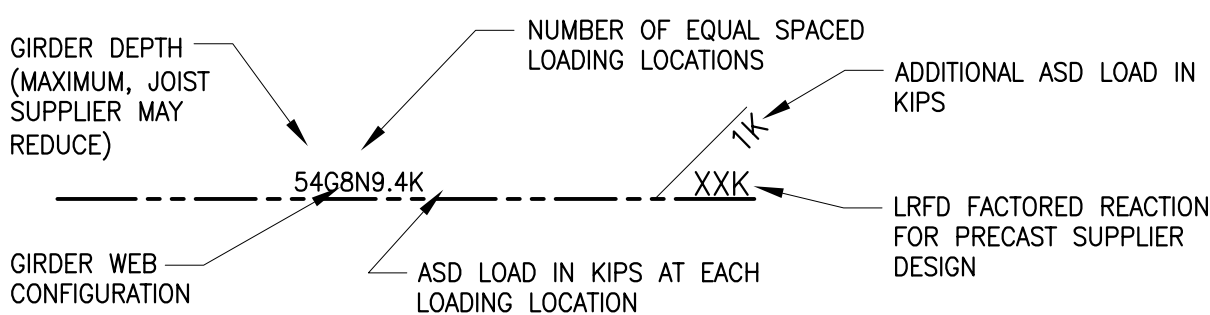 GIRDER DEPTH
(MAXIMUM, JOIST
SUPPLIER MAY
REDUCE)
NUMBER OF EQUAL SPACED
LOADING LOCATIONS
ADDITIONAL ASD LOAD IN
KIPS
1K
54G8N9.4K
XXK
LRFD FACTORED REACTION
FOR PRECAST SUPPLIER
DESIGN
GIRDER WEB
CONFIGURATION
ASD LOAD IN KIPS AT EACH
LOADING LOCATION